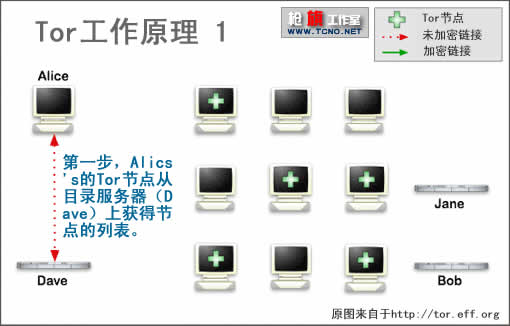 Tor工作原理 1
枪旗工作室
WWW.TCNO.NET
Tor节点
未加密链接
加密链接
Alice
第一步，Alics
's的Tor节点从
目录服务器（D
ave）上获得节
点的列表。
Jane
Dave
Bob
原图来自于http://tor.eff.org